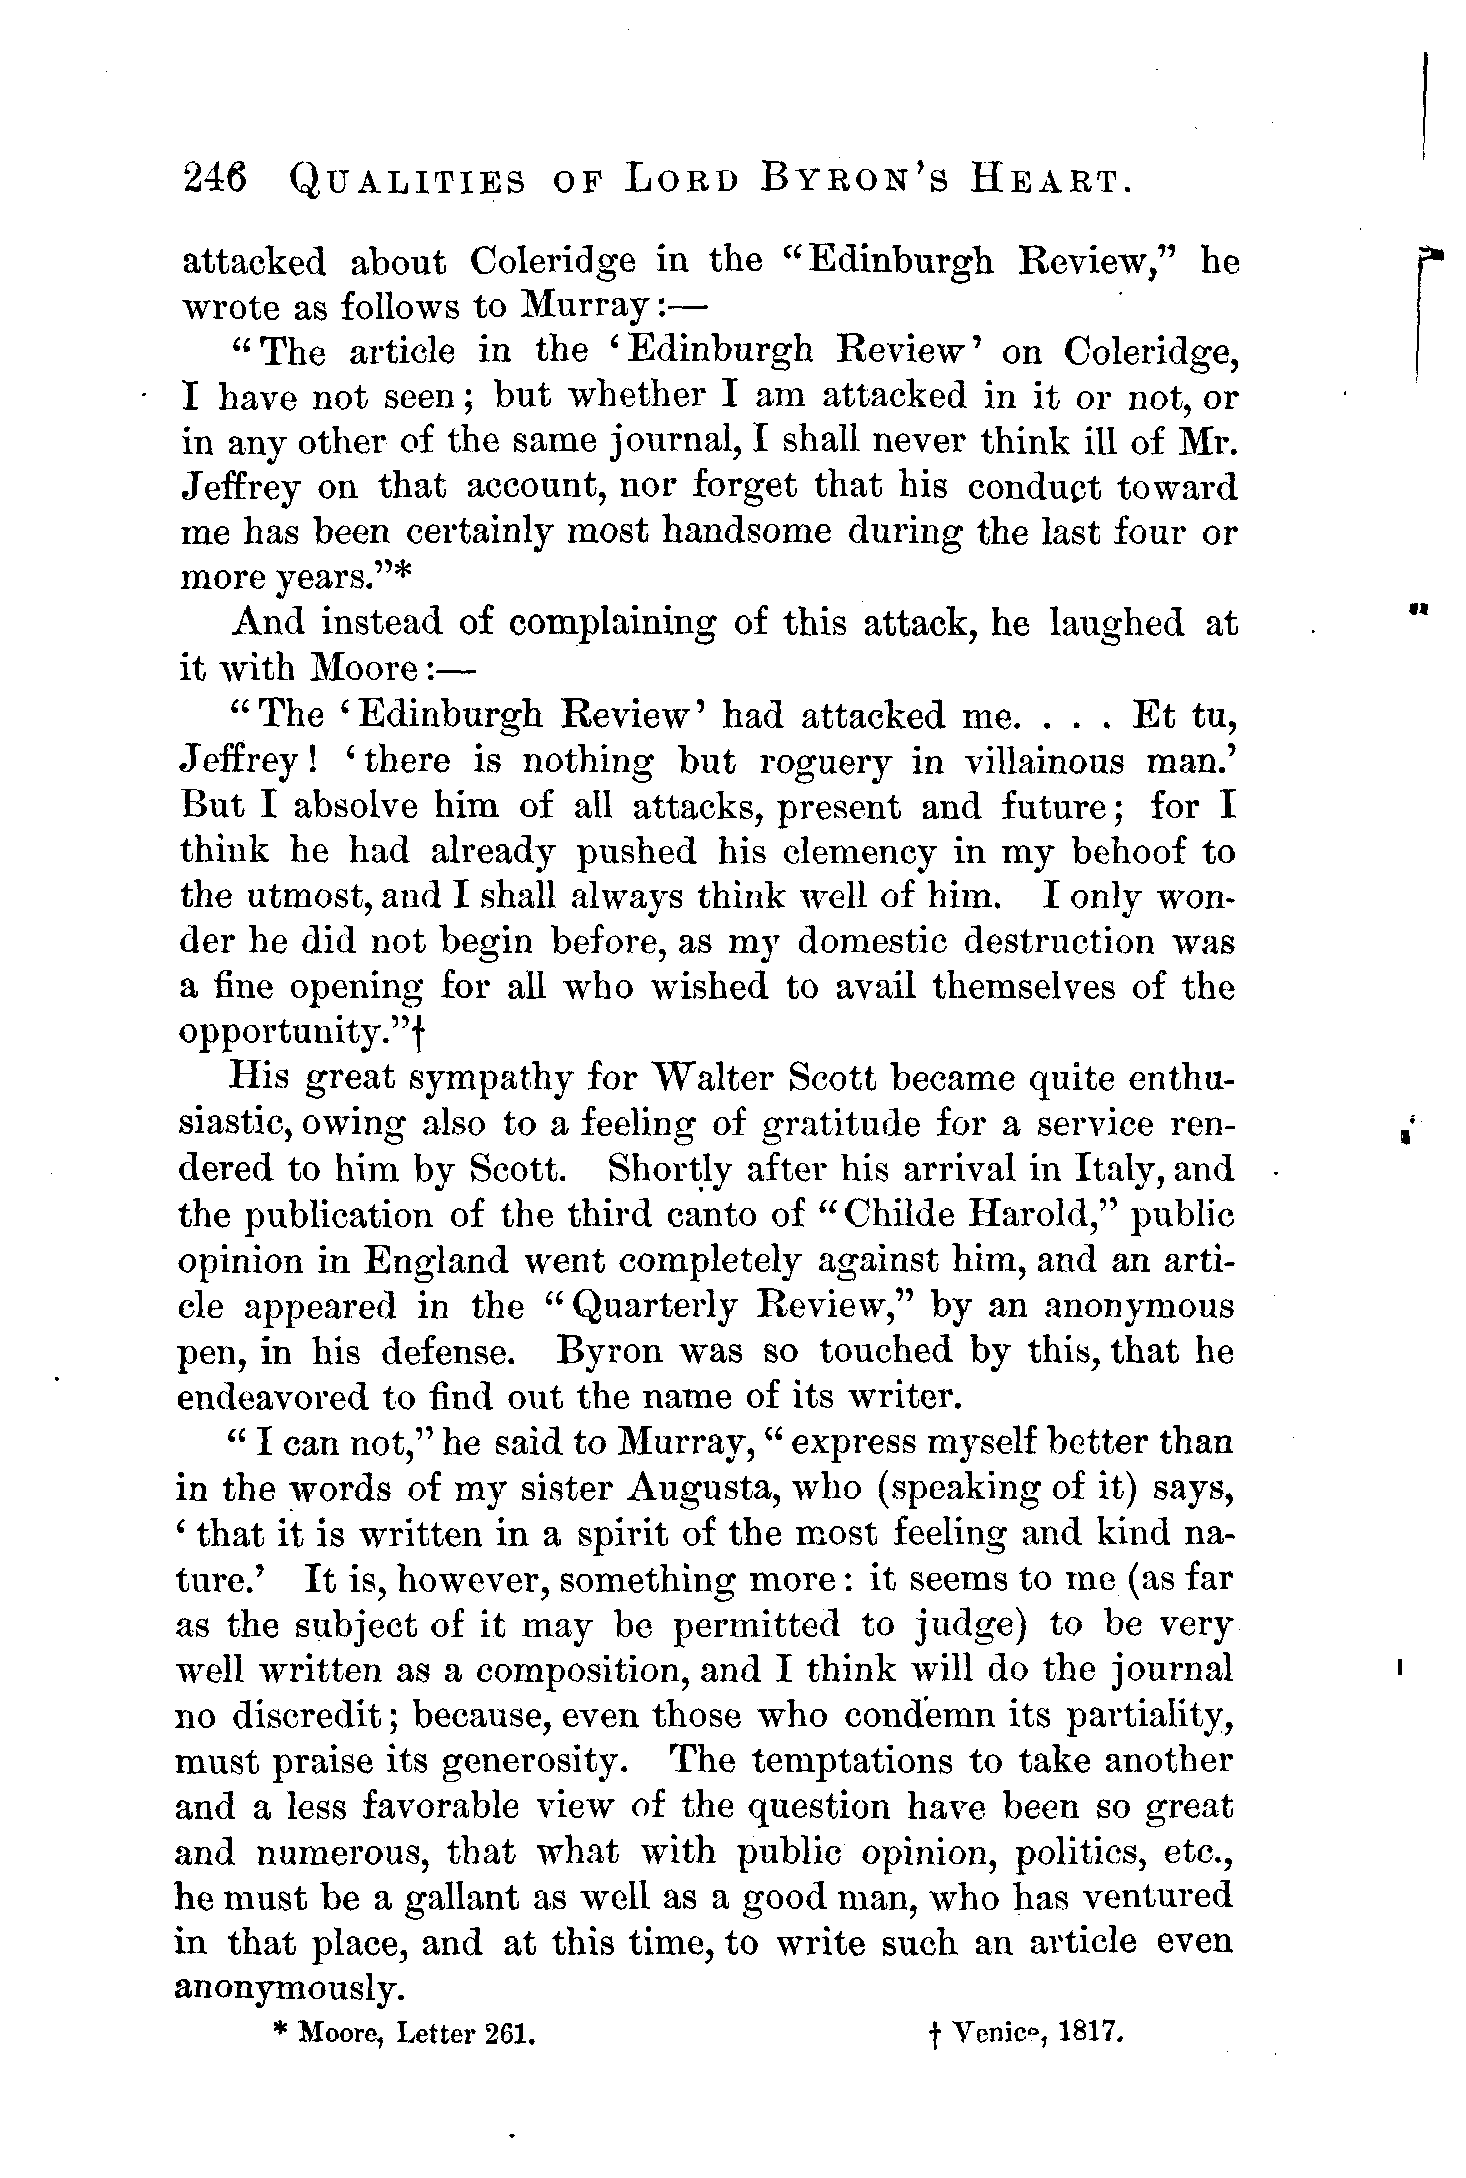 246 QUALITIES OF LORD BYRON'S HEART.
attacked about Coleridge in the “Edinburgh Review,” he
wrote as follows to Murray:—
“The article in the ‘Edinburgh Review’ on Coleridge,
I have not seen; but whether I am attacked in it or not, or
in any other of the same journal, I shall never think ill of Mr.
Jeffrey on that account, nor forget that his conduct toward
me has been certainly most handsome during the last four or
more years.”*
And instead of complaining of this attack, he laughed at
it with Moore:—
“The ‘Edinburgh Review’ had attacked me. . . . Et tu,
Jeffrey! ‘there is nothing but roguery in villainous man.’
But I absolve him of all attacks, present and future; for I
think he had already pushed his clemency in my behoof to
the utmost, and I shall always think well of him. I only won-
der he did not begin before, as my domestic destruction was
a fine opening for all who wished to avail themselves of the
opportunity.”†
His great sympathy for Walter Scott became quite enthu-
siastic, owing also to a feeling of gratitude for a service ren-
dered to him by Scott. Shortly after his arrival in Italy, and
the publication of the third canto of “Childe Harold,” public
opinion in England went completely against him, and an arti-
cle appeared in the “Quarterly Review,” by an anonymous
pen, in his defense. Byron was so touched by this, that he
endeavored to find out the name of its writer.
“I can not,” he said to Murray, “express myself better than
in the words of my sister Augusta, who (speaking of it) says,
‘that it is written in a spirit of the most feeling and kind na-
ture.’ It is, however, something more: it seems to me (as far
as the subject of it may be permitted to judge) to be very
well written as a composition, and I think will do the journal
no discredit; because, even those who condemn its partiality,
must praise its generosity. The temptations to take another
and a less favorable view of the question have been so great
and numerous, that what with public opinion, politics, etc.,
he must be a gallant as well as a good man, who has ventured
in that place, and at this time, to write such an article even
anonymously.
* Moore, Letter 261. † Venice, 1817.